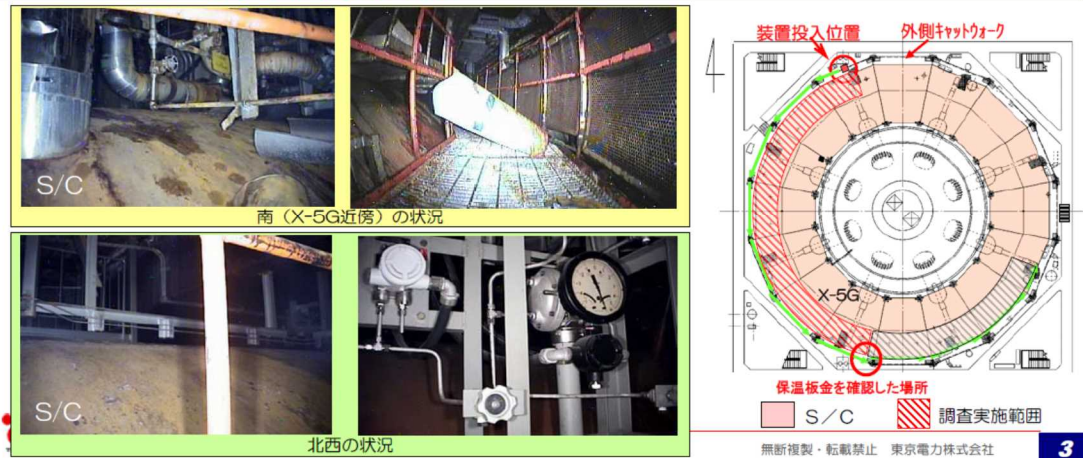 S/C
南（X-5G近傍）の状況
S/C
北西の状況
装置投入位置
外側ｷｬｯﾄｳｫｰｸ
X-5G
保温板金を確認した場所
S／C
調査実施範囲
無断複製・転載禁止　東京電力株式会社
3